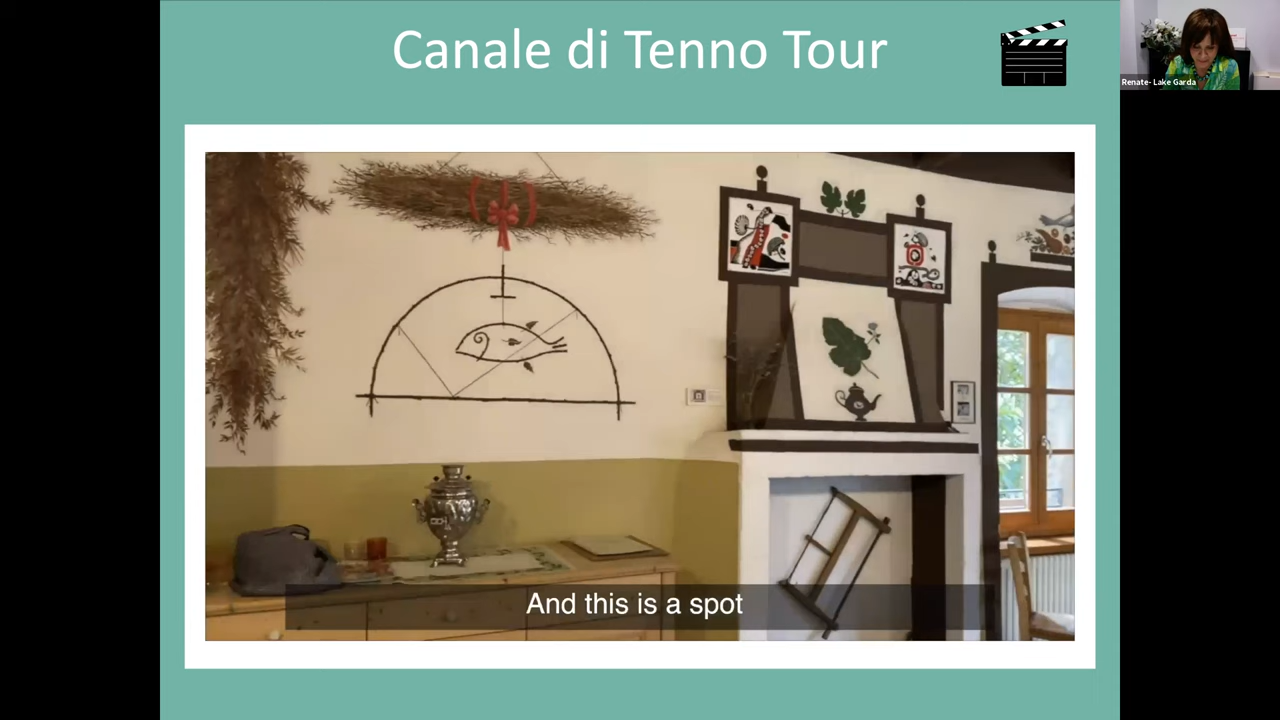 Canale di Tenno Tour
Renate- Lake Garda
And this is a spot